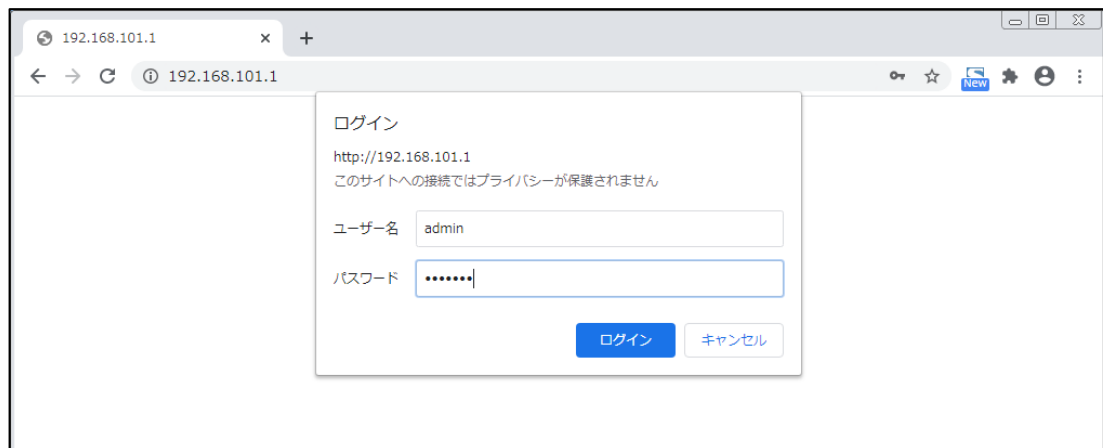 192.168.101.1
192.168.101.1
New
ログイン
http://192.168.101.1
このサイトへの接続ではプライバシーが保護されません
ユーザー名 admin
パスワード •••••••
ログイン キャンセル